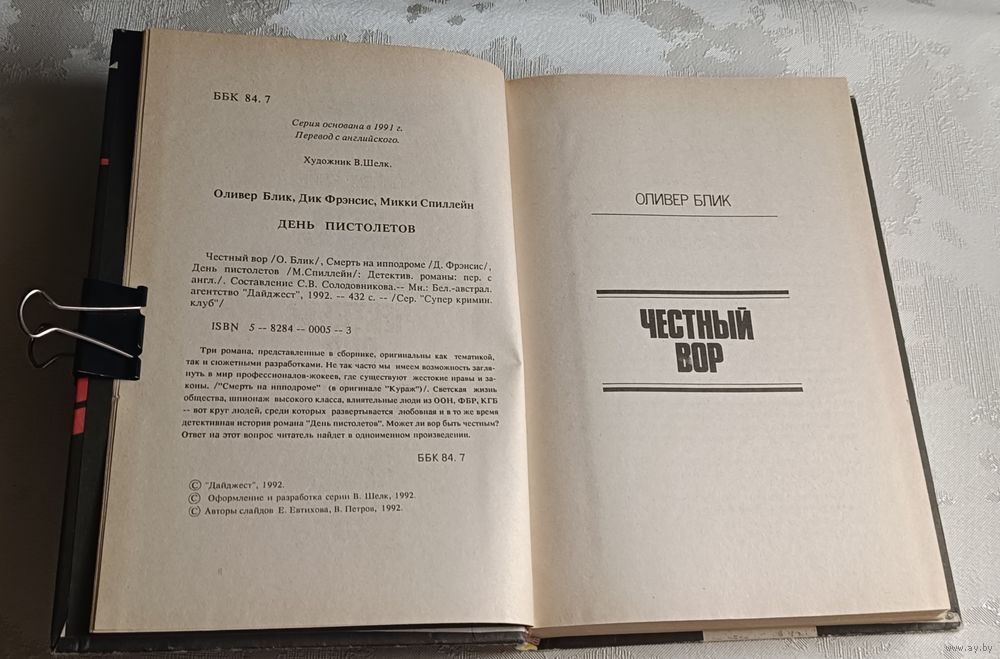 ББК 84.7
Серия основана в 1991 г.
Перевод с английского.
Художник В.Шелк.
Оливер Блик, Дик Фрэнсис, Микки Спиллейн
ДЕНЬ ПИСТОЛЕТОВ
Честный вор /О. Блик/, Смерть на ипподроме /Д. Фрэнсис/,
День пистолетов /М.Спиллейн/: Детектив. романы: пер. с
англ./. Составление С.В. Солодовникова.-- Мн.: Бел.-австрал.
агентство "Дайджест", 1992. -- 432 с. -- /Сер. "Супер кримин.
клуб"/
ISBN 5 -- 8284 -- 0005 -- 3
Три романа, представленные в сборнике, оригинальны как тематикой,
так и сюжетными разработками. Не так часто мы имеем возможность загля-
нуть в мир профессионалов-жокеев, где существуют жестокие нравы и за-
коны. /"Смерть на ипподроме" (в оригинале "Кураж")/. Светская жизнь
общества, шпионаж высокого класса, влиятельные люди из ООН, ФБР, КГБ
-- вот круг людей, среди которых развертывается любовная и в то же время
детективная история романа "День пистолетов". Может ли вор быть честным?
Ответ на этот вопрос читатель найдет в одноименном произведении.
ББК 84.7
© "Дайджест", 1992.
© Оформление и разработка серии В. Шелк, 1992.
© Авторы слайдов Е. Евтихова, В. Петров, 1992.
ОЛИВЕР БЛИК
ЧЕСТНЫЙ
ВОР
www.ay.by